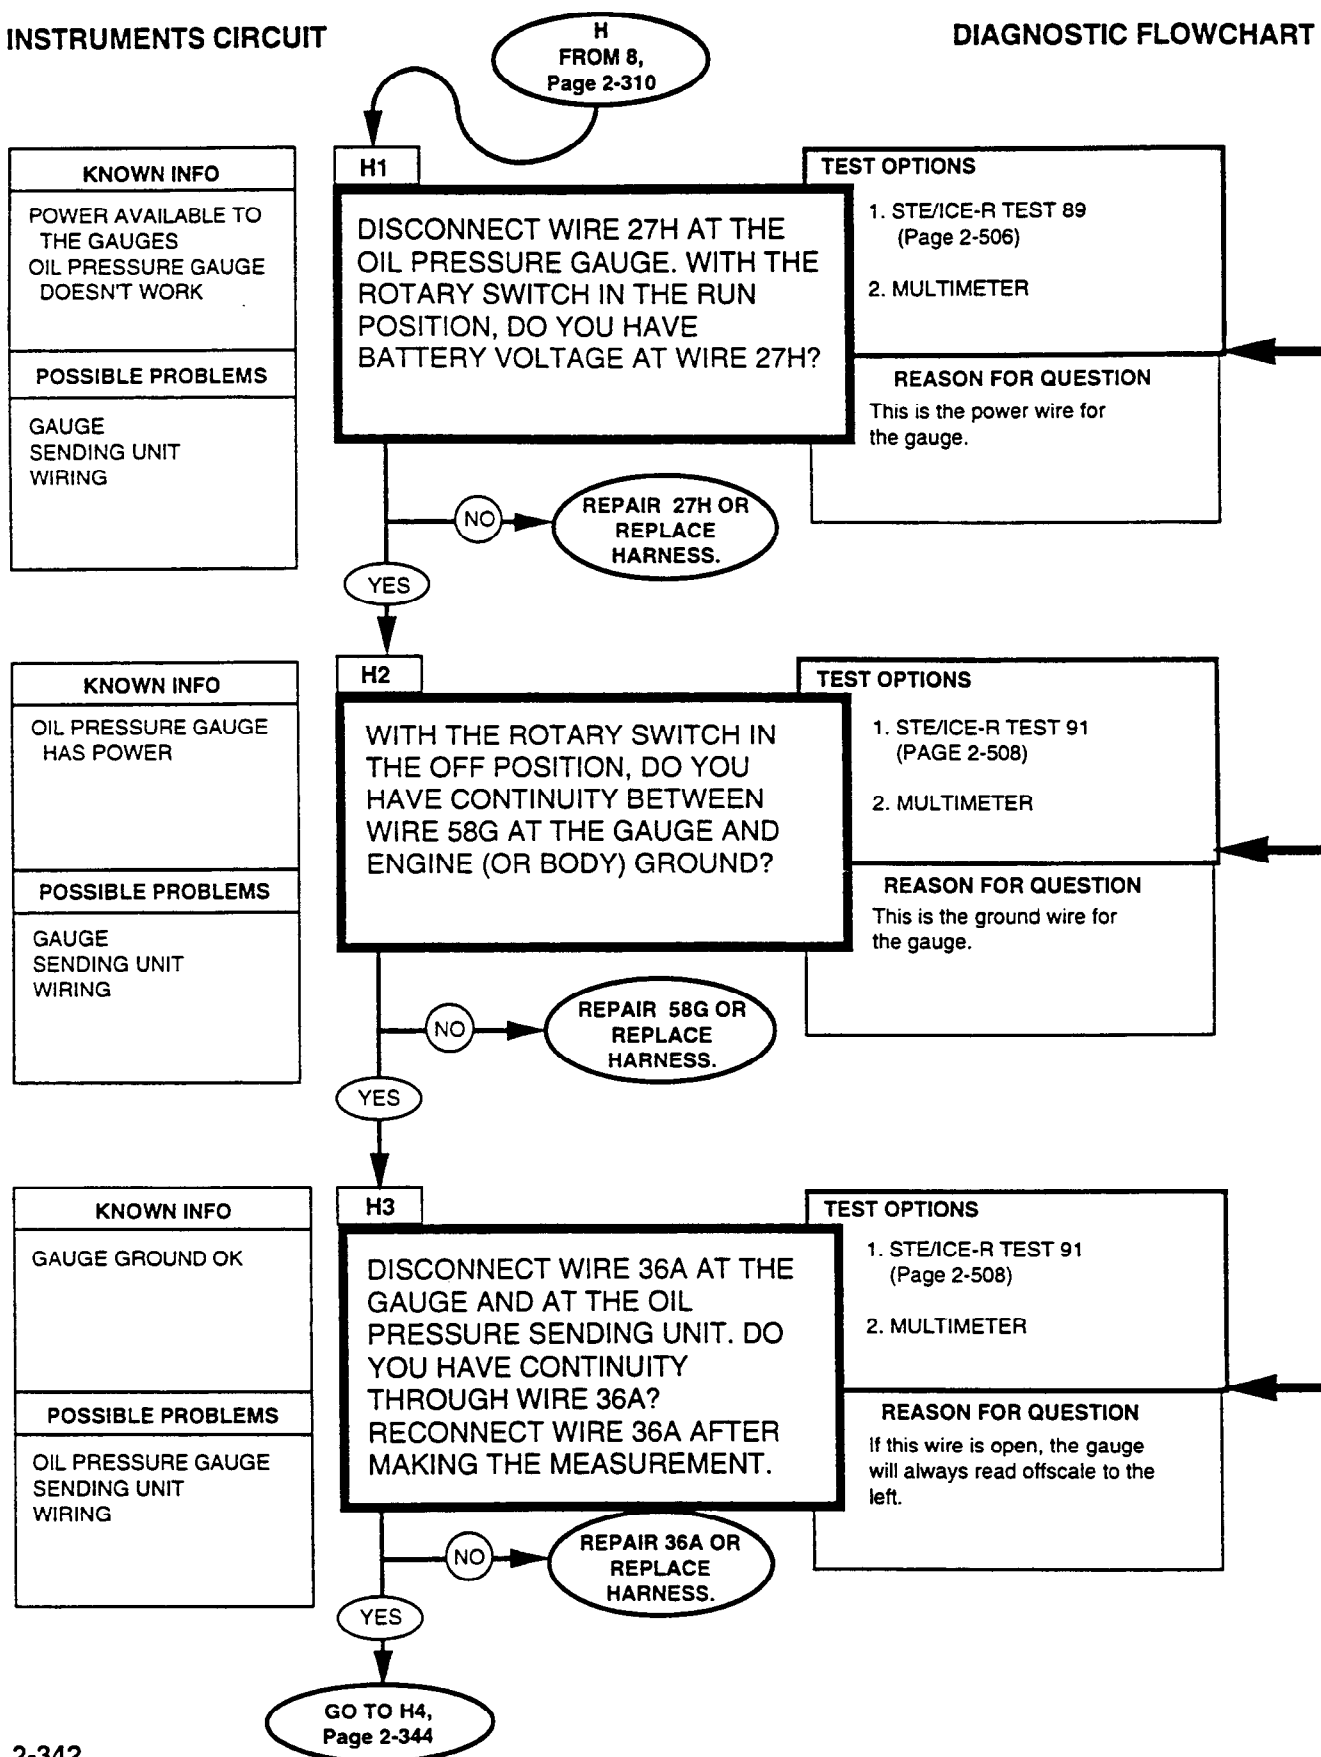 INSTRUMENTS CIRCUIT
DIAGNOSTIC FLOWCHART
H
FROM 8,
Page 2-310
KNOWN INFO
POWER AVAILABLE TO
THE GAUGES
OIL PRESSURE GAUGE
DOESN'T WORK
POSSIBLE PROBLEMS
GAUGE
SENDING UNIT
WIRING
H1
DISCONNECT WIRE 27H AT THE
OIL PRESSURE GAUGE. WITH THE
ROTARY SWITCH IN THE RUN
POSITION, DO YOU HAVE
BATTERY VOLTAGE AT WIRE 27H?
TEST OPTIONS
1. STE/ICE-R TEST 89
(Page 2-506)
2. MULTIMETER
REASON FOR QUESTION
This is the power wire for
the gauge.
NO
REPAIR 27H OR
REPLACE
HARNESS.
YES
KNOWN INFO
OIL PRESSURE GAUGE
HAS POWER
POSSIBLE PROBLEMS
GAUGE
SENDING UNIT
WIRING
H2
WITH THE ROTARY SWITCH IN
THE OFF POSITION, DO YOU
HAVE CONTINUITY BETWEEN
WIRE 58G AT THE GAUGE AND
ENGINE (OR BODY) GROUND?
TEST OPTIONS
1. STE/ICE-R TEST 91
(PAGE 2-508)
2. MULTIMETER
REASON FOR QUESTION
This is the ground wire for
the gauge.
NO
REPAIR 58G OR
REPLACE
HARNESS.
YES
KNOWN INFO
GAUGE GROUND OK
POSSIBLE PROBLEMS
OIL PRESSURE GAUGE
SENDING UNIT
WIRING
H3
DISCONNECT WIRE 36A AT THE
GAUGE AND AT THE OIL
PRESSURE SENDING UNIT. DO
YOU HAVE CONTINUITY
THROUGH WIRE 36A?
RECONNECT WIRE 36A AFTER
MAKING THE MEASUREMENT.
TEST OPTIONS
1. STE/ICE-R TEST 91
(Page 2-508)
2. MULTIMETER
REASON FOR QUESTION
If this wire is open, the gauge
will always read offscale to the
left.
NO
REPAIR 36A OR
REPLACE
HARNESS.
YES
GO TO H4,
Page 2-344
2-342